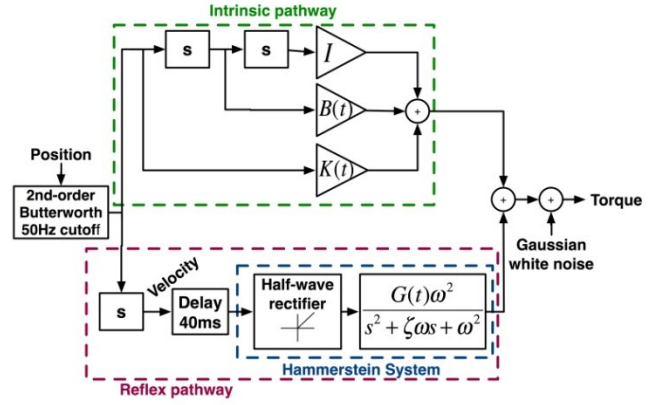 Intrinsic pathway
s
s
I
B(t)
+
K(t)
Position
2nd-order
Butterworth
50Hz cutoff
+
+
Torque
Gaussian
white noise
Velocity
s
Delay
40ms
Half-wave
rectifier
G(t)ω²
s² + ζωs + ω²
Hammerstein System
Reflex pathway